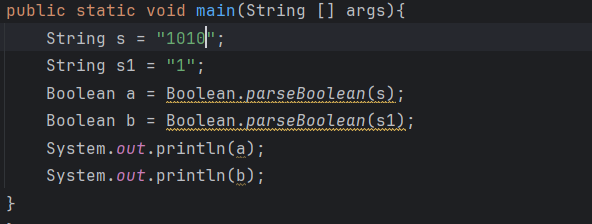 public static void main(String [] args){
    String s = "1010";
    String s1 = "1";
    Boolean a = Boolean.parseBoolean(s);
    Boolean b = Boolean.parseBoolean(s1);
    System.out.println(a);
    System.out.println(b);
}